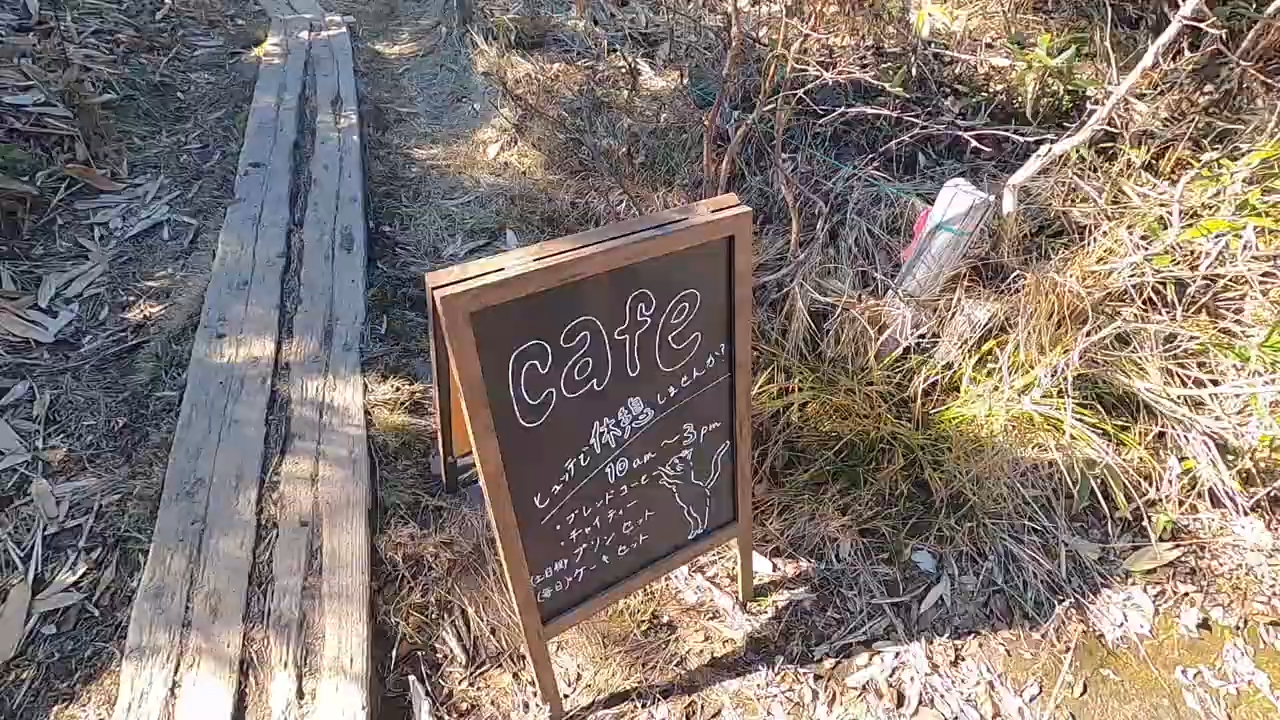 cafe
ヒュッテで休憩しませんか?
10am 〜3pm
・ブレンドコーヒー
・チャイティー
(土日祝)・プリンセット
(毎日)・ケーキセット